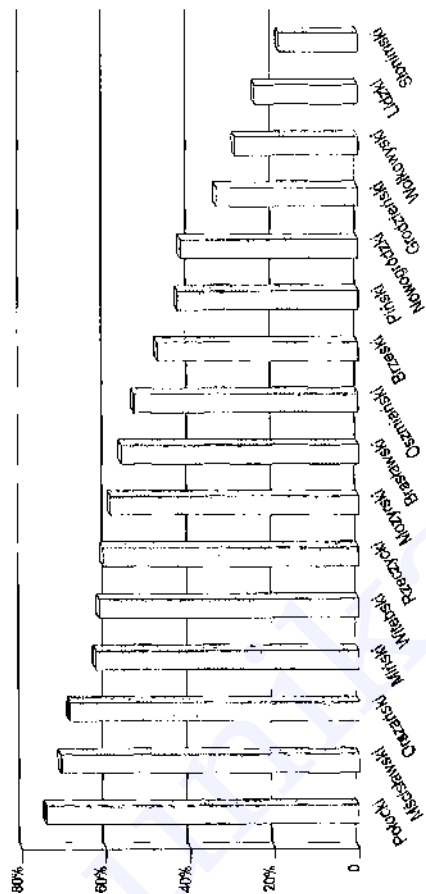 80%
60%
40%
20%
0
Połocki
Mścisławski
Orszański
Miński
Witebski
Rzeczycki
Mozyrski
Brasławski
Oszmiański
Brzeski
Piński
Nowogródzki
Grodzieński
Wołkowyski
Lidzki
Słonimski